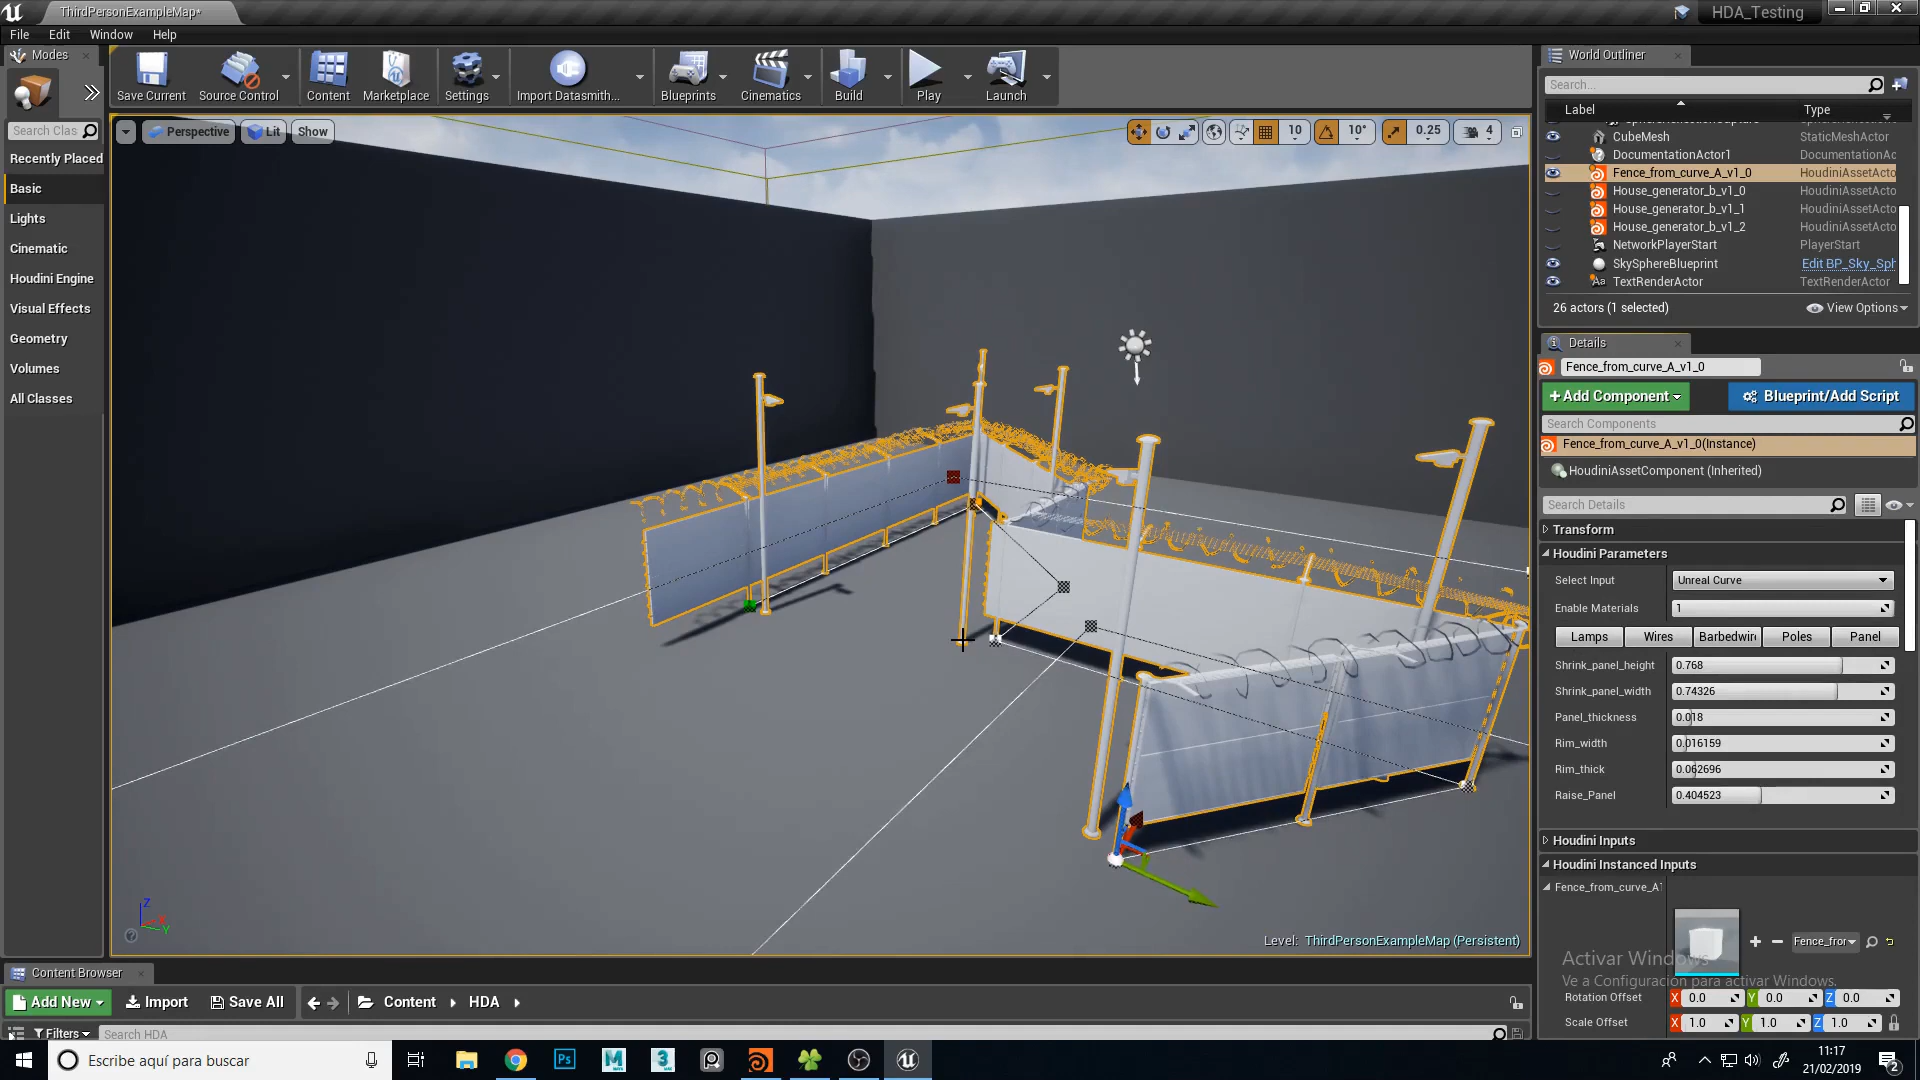 ThirdPersonExampleMap*
HDA_Testing
File Edit Window Help
Modes
Save Current
Source Control
Content
Marketplace
Settings
Import Datasmith...
Blueprints
Cinematics
Build
Play
Launch
World Outliner
Search...
Label Type
CubeMesh StaticMeshActor
DocumentationActor1 DocumentationAc
Fence_from_curve_A_v1_0 HoudiniAssetActo
House_generator_b_v1_0 HoudiniAssetActo
House_generator_b_v1_1 HoudiniAssetActo
House_generator_b_v1_2 HoudiniAssetActo
NetworkPlayerStart PlayerStart
SkySphereBlueprint Edit BP_Sky_Sph
TextRenderActor TextRenderActor
26 actors (1 selected)
View Options
Search Clas
Recently Placed
Basic
Lights
Cinematic
Houdini Engine
Visual Effects
Geometry
Volumes
All Classes
Perspective Lit Show
10 10° 0.25 4
Level: ThirdPersonExampleMap (Persistent)
Details
Fence_from_curve_A_v1_0
+Add Component
Blueprint/Add Script
Search Components
Fence_from_curve_A_v1_0(Instance)
HoudiniAssetComponent (Inherited)
Search Details
Transform
Houdini Parameters
Select Input Unreal Curve
Enable Materials 1
Lamps Wires Barbedwire Poles Panel
Shrink_panel_height 0.768
Shrink_panel_width 0.74326
Panel_thickness 0.018
Rim_width 0.016159
Rim_thick 0.062696
Raise_Panel 0.404523
Houdini Inputs
Houdini Instanced Inputs
Fence_from_curve_A1
Fence_fror
Activar Windows
Ve a Configuración para activar Windows.
Rotation Offset X 0.0 Y 0.0 Z 0.0
Scale Offset X 1.0 Y 1.0 Z 1.0
Content Browser
Add New Import Save All Content HDA
Filters Search HDA
Escribe aquí para buscar
11:17
21/02/2019
2